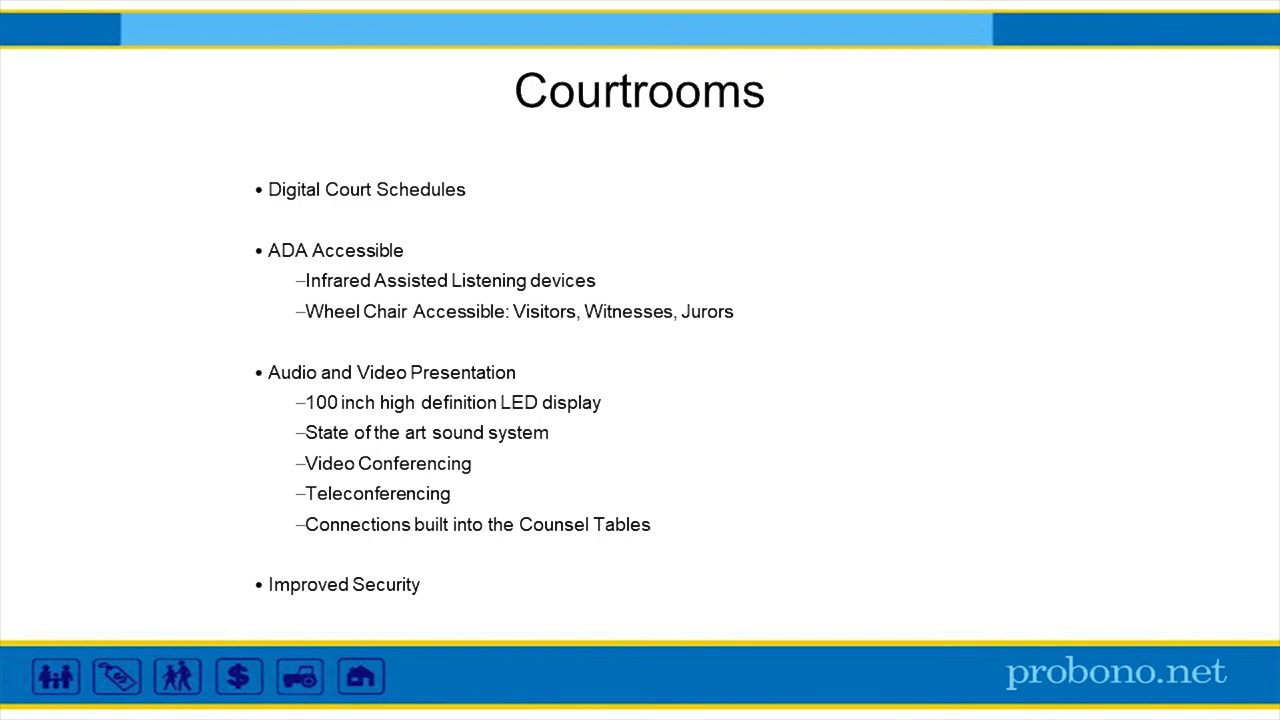 Courtrooms
• Digital Court Schedules
• ADA Accessible
–Infrared Assisted Listening devices
–Wheel Chair Accessible: Visitors, Witnesses, Jurors
• Audio and Video Presentation
–100 inch high definition LED display
–State of the art sound system
–Video Conferencing
–Teleconferencing
–Connections built into the Counsel Tables
• Improved Security
$ $
probono.net